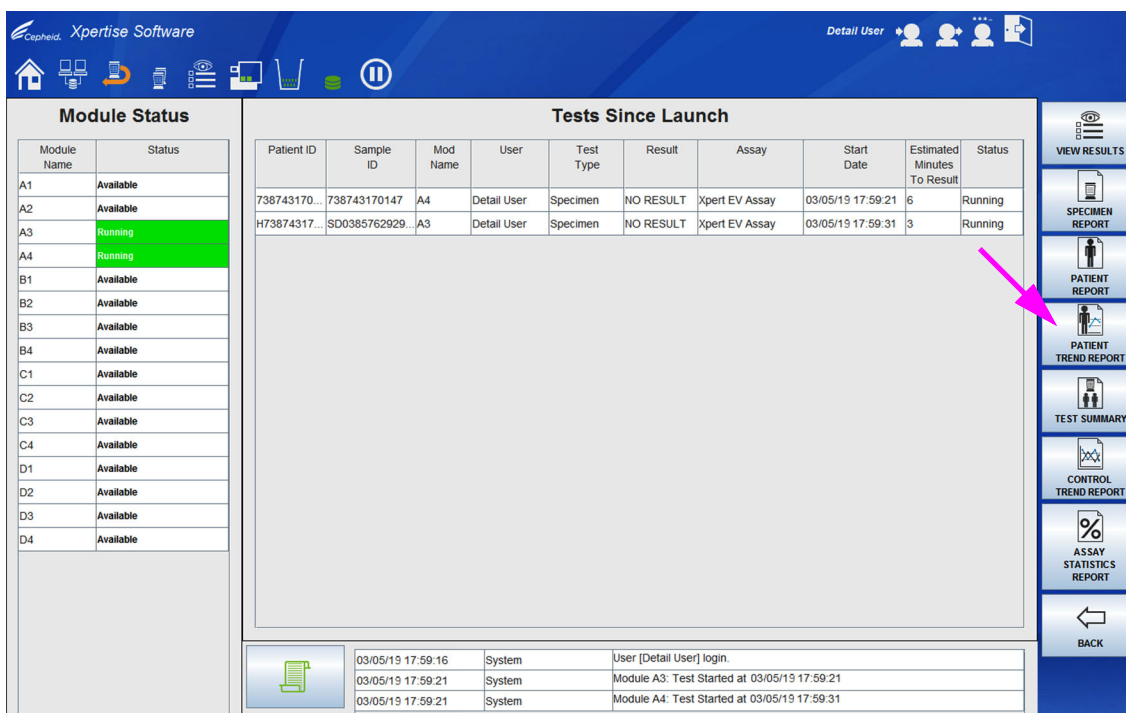 Cepheid. Xpertise Software
Detail User
Module Status
Module Name Status
A1 Available
A2 Available
A3 Running
A4 Running
B1 Available
B2 Available
B3 Available
B4 Available
C1 Available
C2 Available
C3 Available
C4 Available
D1 Available
D2 Available
D3 Available
D4 Available
Tests Since Launch
Patient ID Sample ID Mod Name User Test Type Result Assay Start Date Estimated Minutes To Result Status
738743170... 738743170147 A4 Detail User Specimen NO RESULT Xpert EV Assay 03/05/19 17:59:21 6 Running
H73874317... SD0385762929... A3 Detail User Specimen NO RESULT Xpert EV Assay 03/05/19 17:59:31 3 Running
03/05/19 17:59:16 System User [Detail User] login.
03/05/19 17:59:21 System Module A3: Test Started at 03/05/19 17:59:21
03/05/19 17:59:21 System Module A4: Test Started at 03/05/19 17:59:31
VIEW RESULTS
SPECIMEN
REPORT
PATIENT
REPORT
PATIENT
TREND REPORT
TEST SUMMARY
CONTROL
TREND REPORT
%
ASSAY
STATISTICS
REPORT
BACK